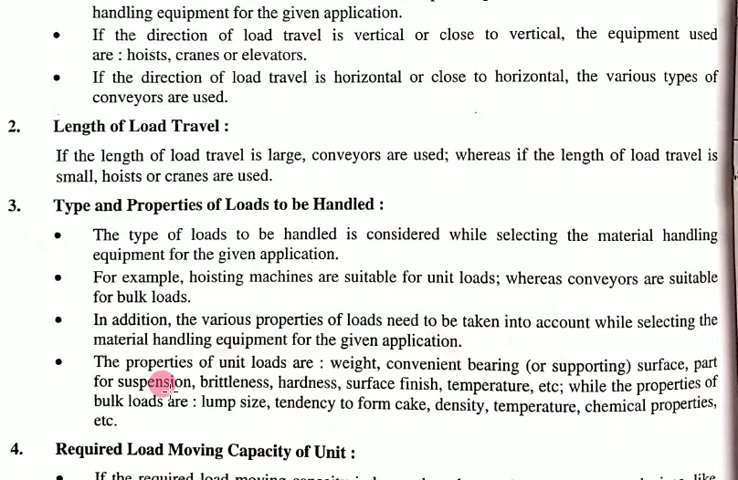 handling equipment for the given application.
• If the direction of load travel is vertical or close to vertical, the equipment used
are : hoists, cranes or elevators.
• If the direction of load travel is horizontal or close to horizontal, the various types of
conveyors are used.
2. Length of Load Travel :
If the length of load travel is large, conveyors are used; whereas if the length of load travel is
small, hoists or cranes are used.
3. Type and Properties of Loads to be Handled :
• The type of loads to be handled is considered while selecting the material handling
equipment for the given application.
• For example, hoisting machines are suitable for unit loads; whereas conveyors are suitable
for bulk loads.
• In addition, the various properties of loads need to be taken into account while selecting the
material handling equipment for the given application.
• The properties of unit loads are : weight, convenient bearing (or supporting) surface, part
for suspension, brittleness, hardness, surface finish, temperature, etc; while the properties of
bulk loads are : lump size, tendency to form cake, density, temperature, chemical properties,
etc.
4. Required Load Moving Capacity of Unit :
• If the required load moving like